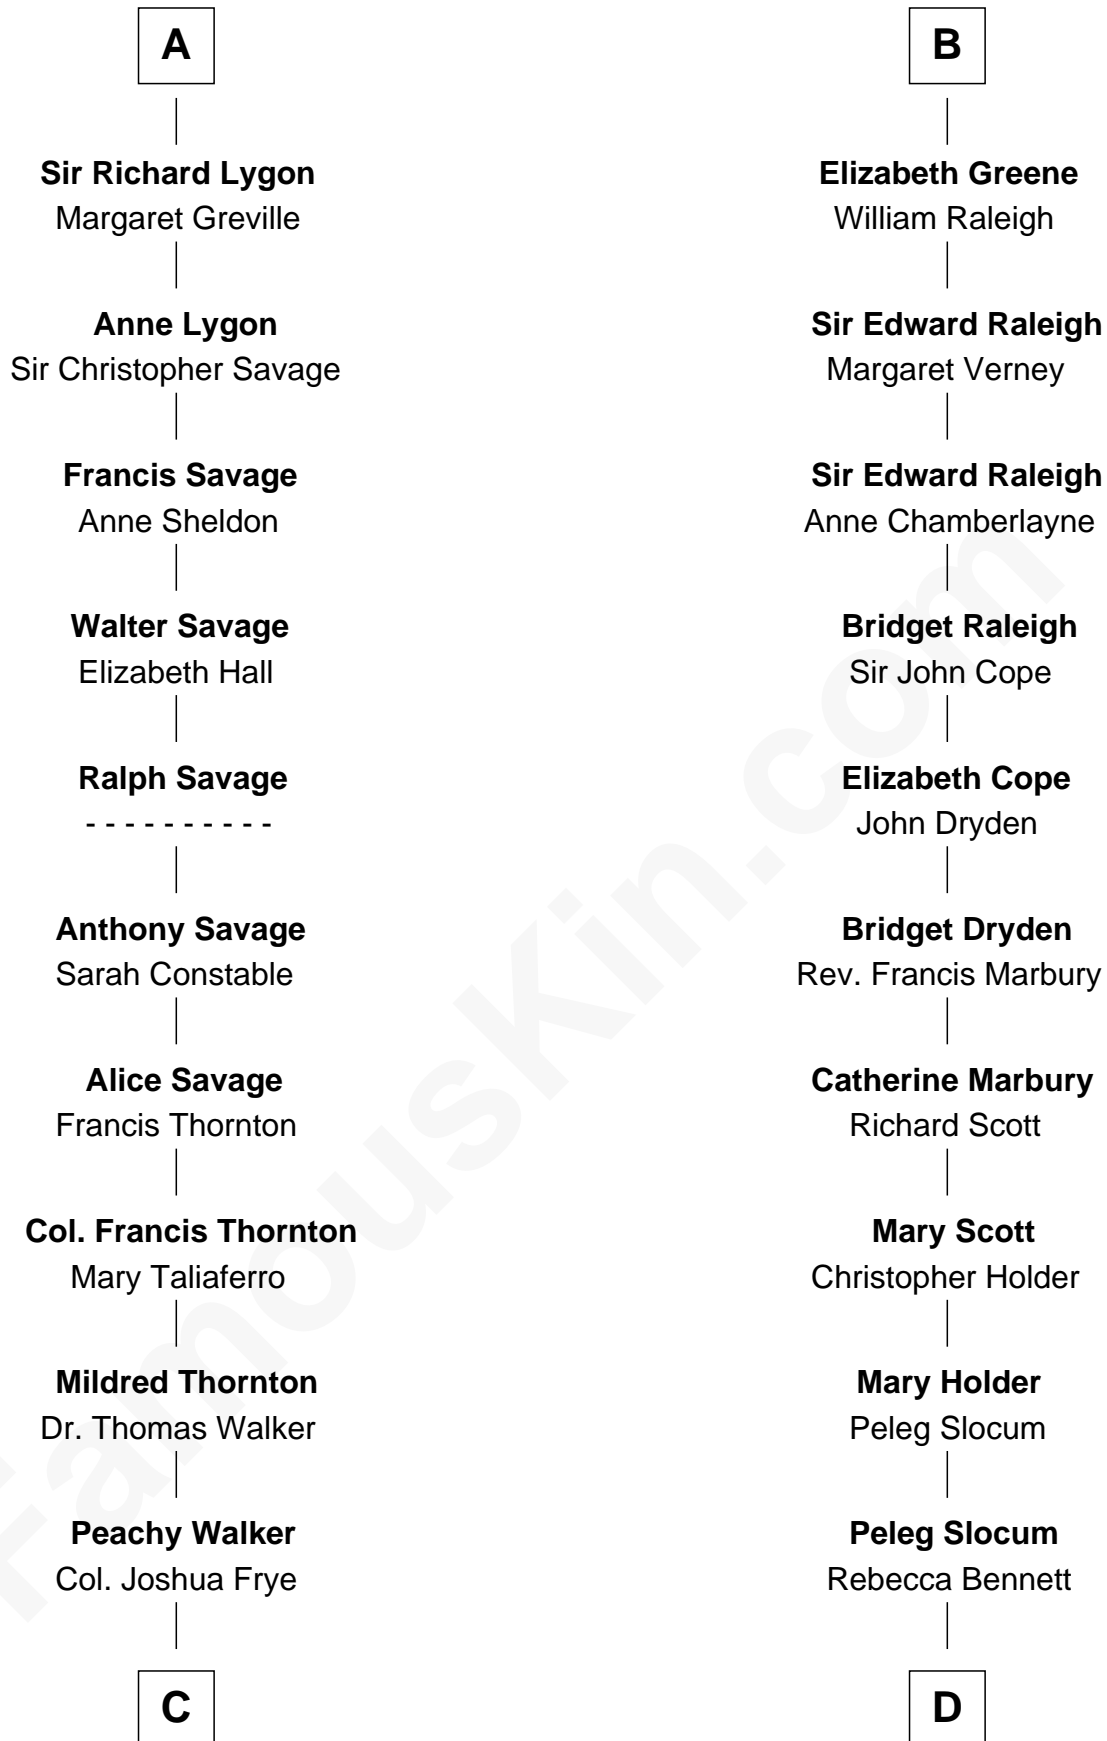 A
Sir Richard Lygon
Margaret Greville
Anne Lygon
Sir Christopher Savage
Francis Savage
Anne Sheldon
Walter Savage
Elizabeth Hall
Ralph Savage
- - - - - - - - - -
Anthony Savage
Sarah Constable
Alice Savage
Francis Thornton
Col. Francis Thornton
Mary Taliaferro
Mildred Thornton
Dr. Thomas Walker
Peachy Walker
Col. Joshua Frye
C
B
Elizabeth Greene
William Raleigh
Sir Edward Raleigh
Margaret Verney
Sir Edward Raleigh
Anne Chamberlayne
Bridget Raleigh
Sir John Cope
Elizabeth Cope
John Dryden
Bridget Dryden
Rev. Francis Marbury
Catherine Marbury
Richard Scott
Mary Scott
Christopher Holder
Mary Holder
Peleg Slocum
Peleg Slocum
Rebecca Bennett
D
FamousKin.com